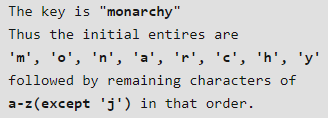 The key is "monarchy"
Thus the initial entires are
'm', 'o', 'n', 'a', 'r', 'c', 'h', 'y'
followed by remaining characters of
a-z(except 'j') in that order.